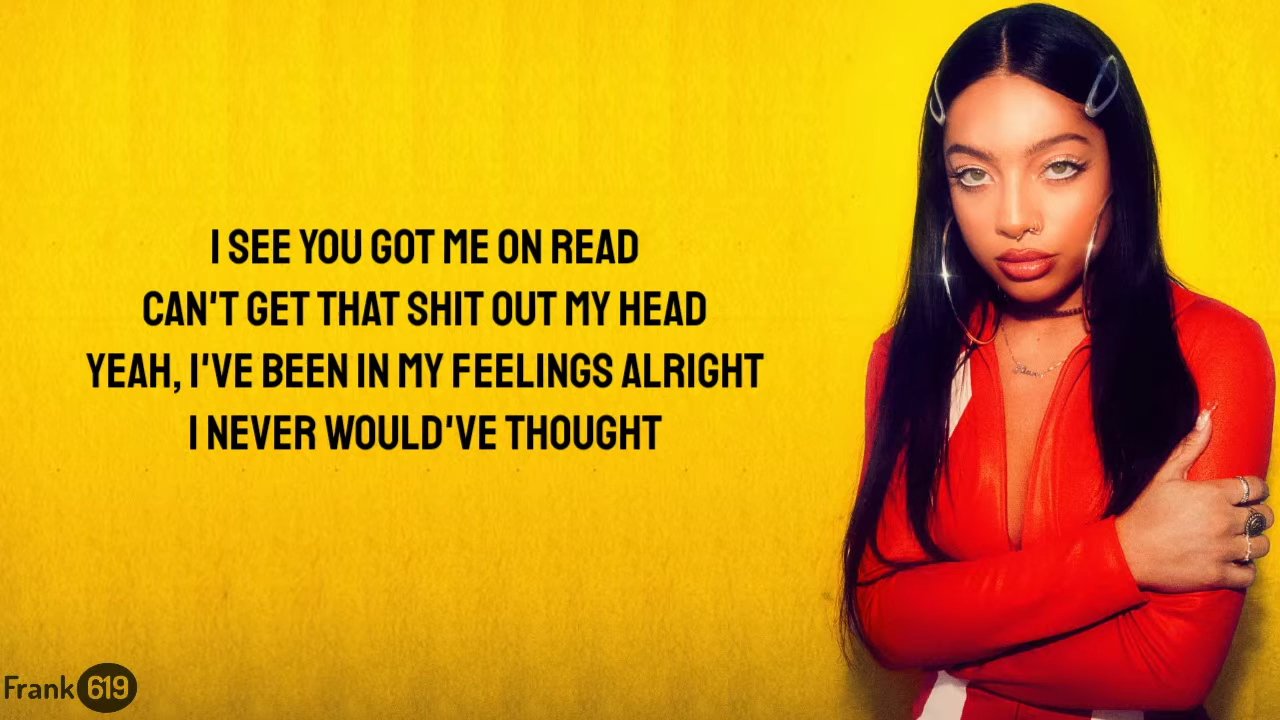 I SEE YOU GOT ME ON READ
CAN'T GET THAT SHIT OUT MY HEAD
YEAH, I'VE BEEN IN MY FEELINGS ALRIGHT
I NEVER WOULD'VE THOUGHT
Frank 619